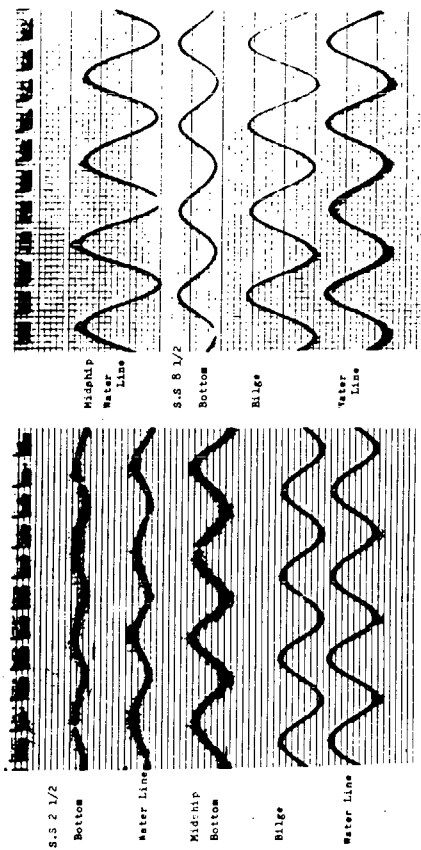 Midphip
Water
Line
S.S 8 1/2
Bottom
Bilge
Water
Line
S.S 2 1/2
Bottom
Water Line
Midship
Bottom
Bilge
Water Line